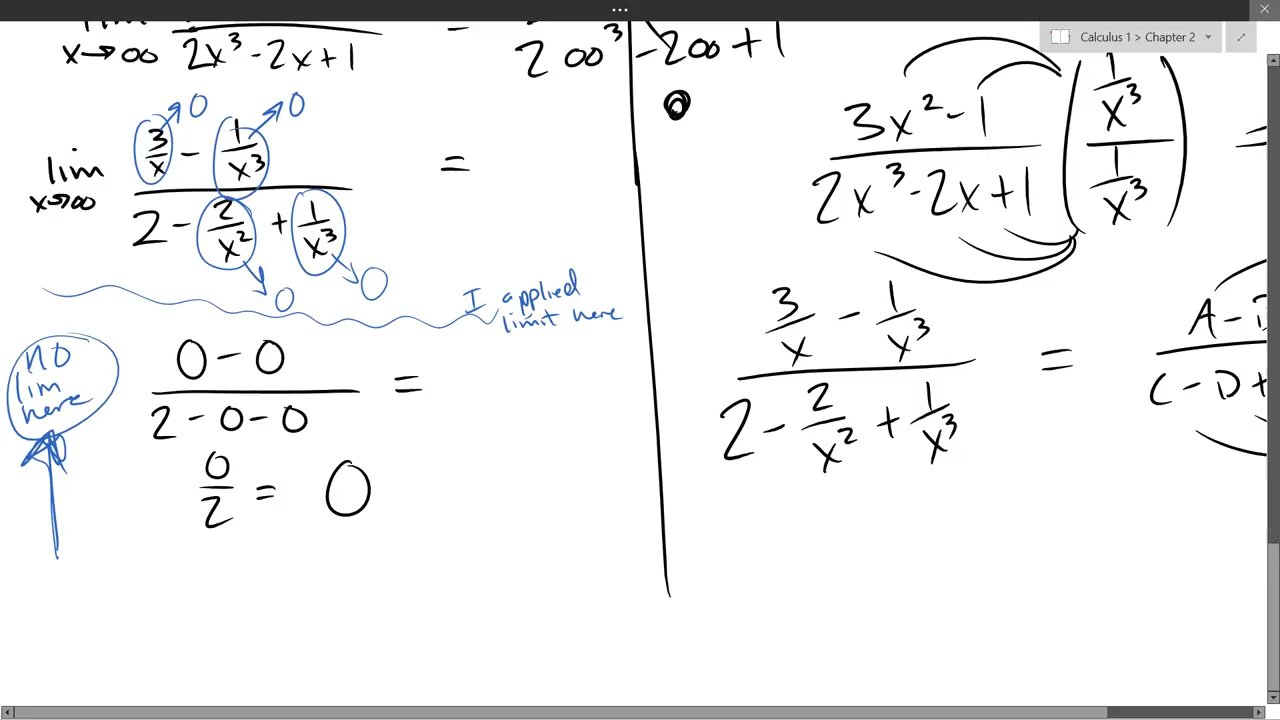 x→∞ 2x³ - 2x + 1 = 2∞³ - 2∞ + 1
Calculus 1 > Chapter 2
lim x→∞ (3/x → 0 - 1/x³ → 0) / (2 - 2/x² → 0 + 1/x³ → 0) =
I applied
limit here
no
lim
here
(0 - 0) / (2 - 0 - 0) =
0/2 = 0
(3x² - 1) / (2x³ - 2x + 1) ((1/x³) / (1/x³)) =
(3/x - 1/x³) / (2 - 2/x² + 1/x³) =
A -
C - D +